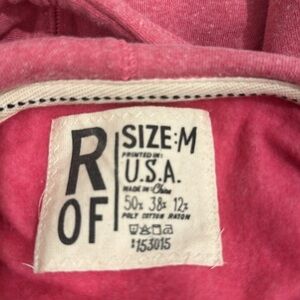 R
OF
SIZE:M
PRINTED IN:
U.S.A.
MADE IN: China
50% 38% 12%
POLY COTTON RAYON
:153015